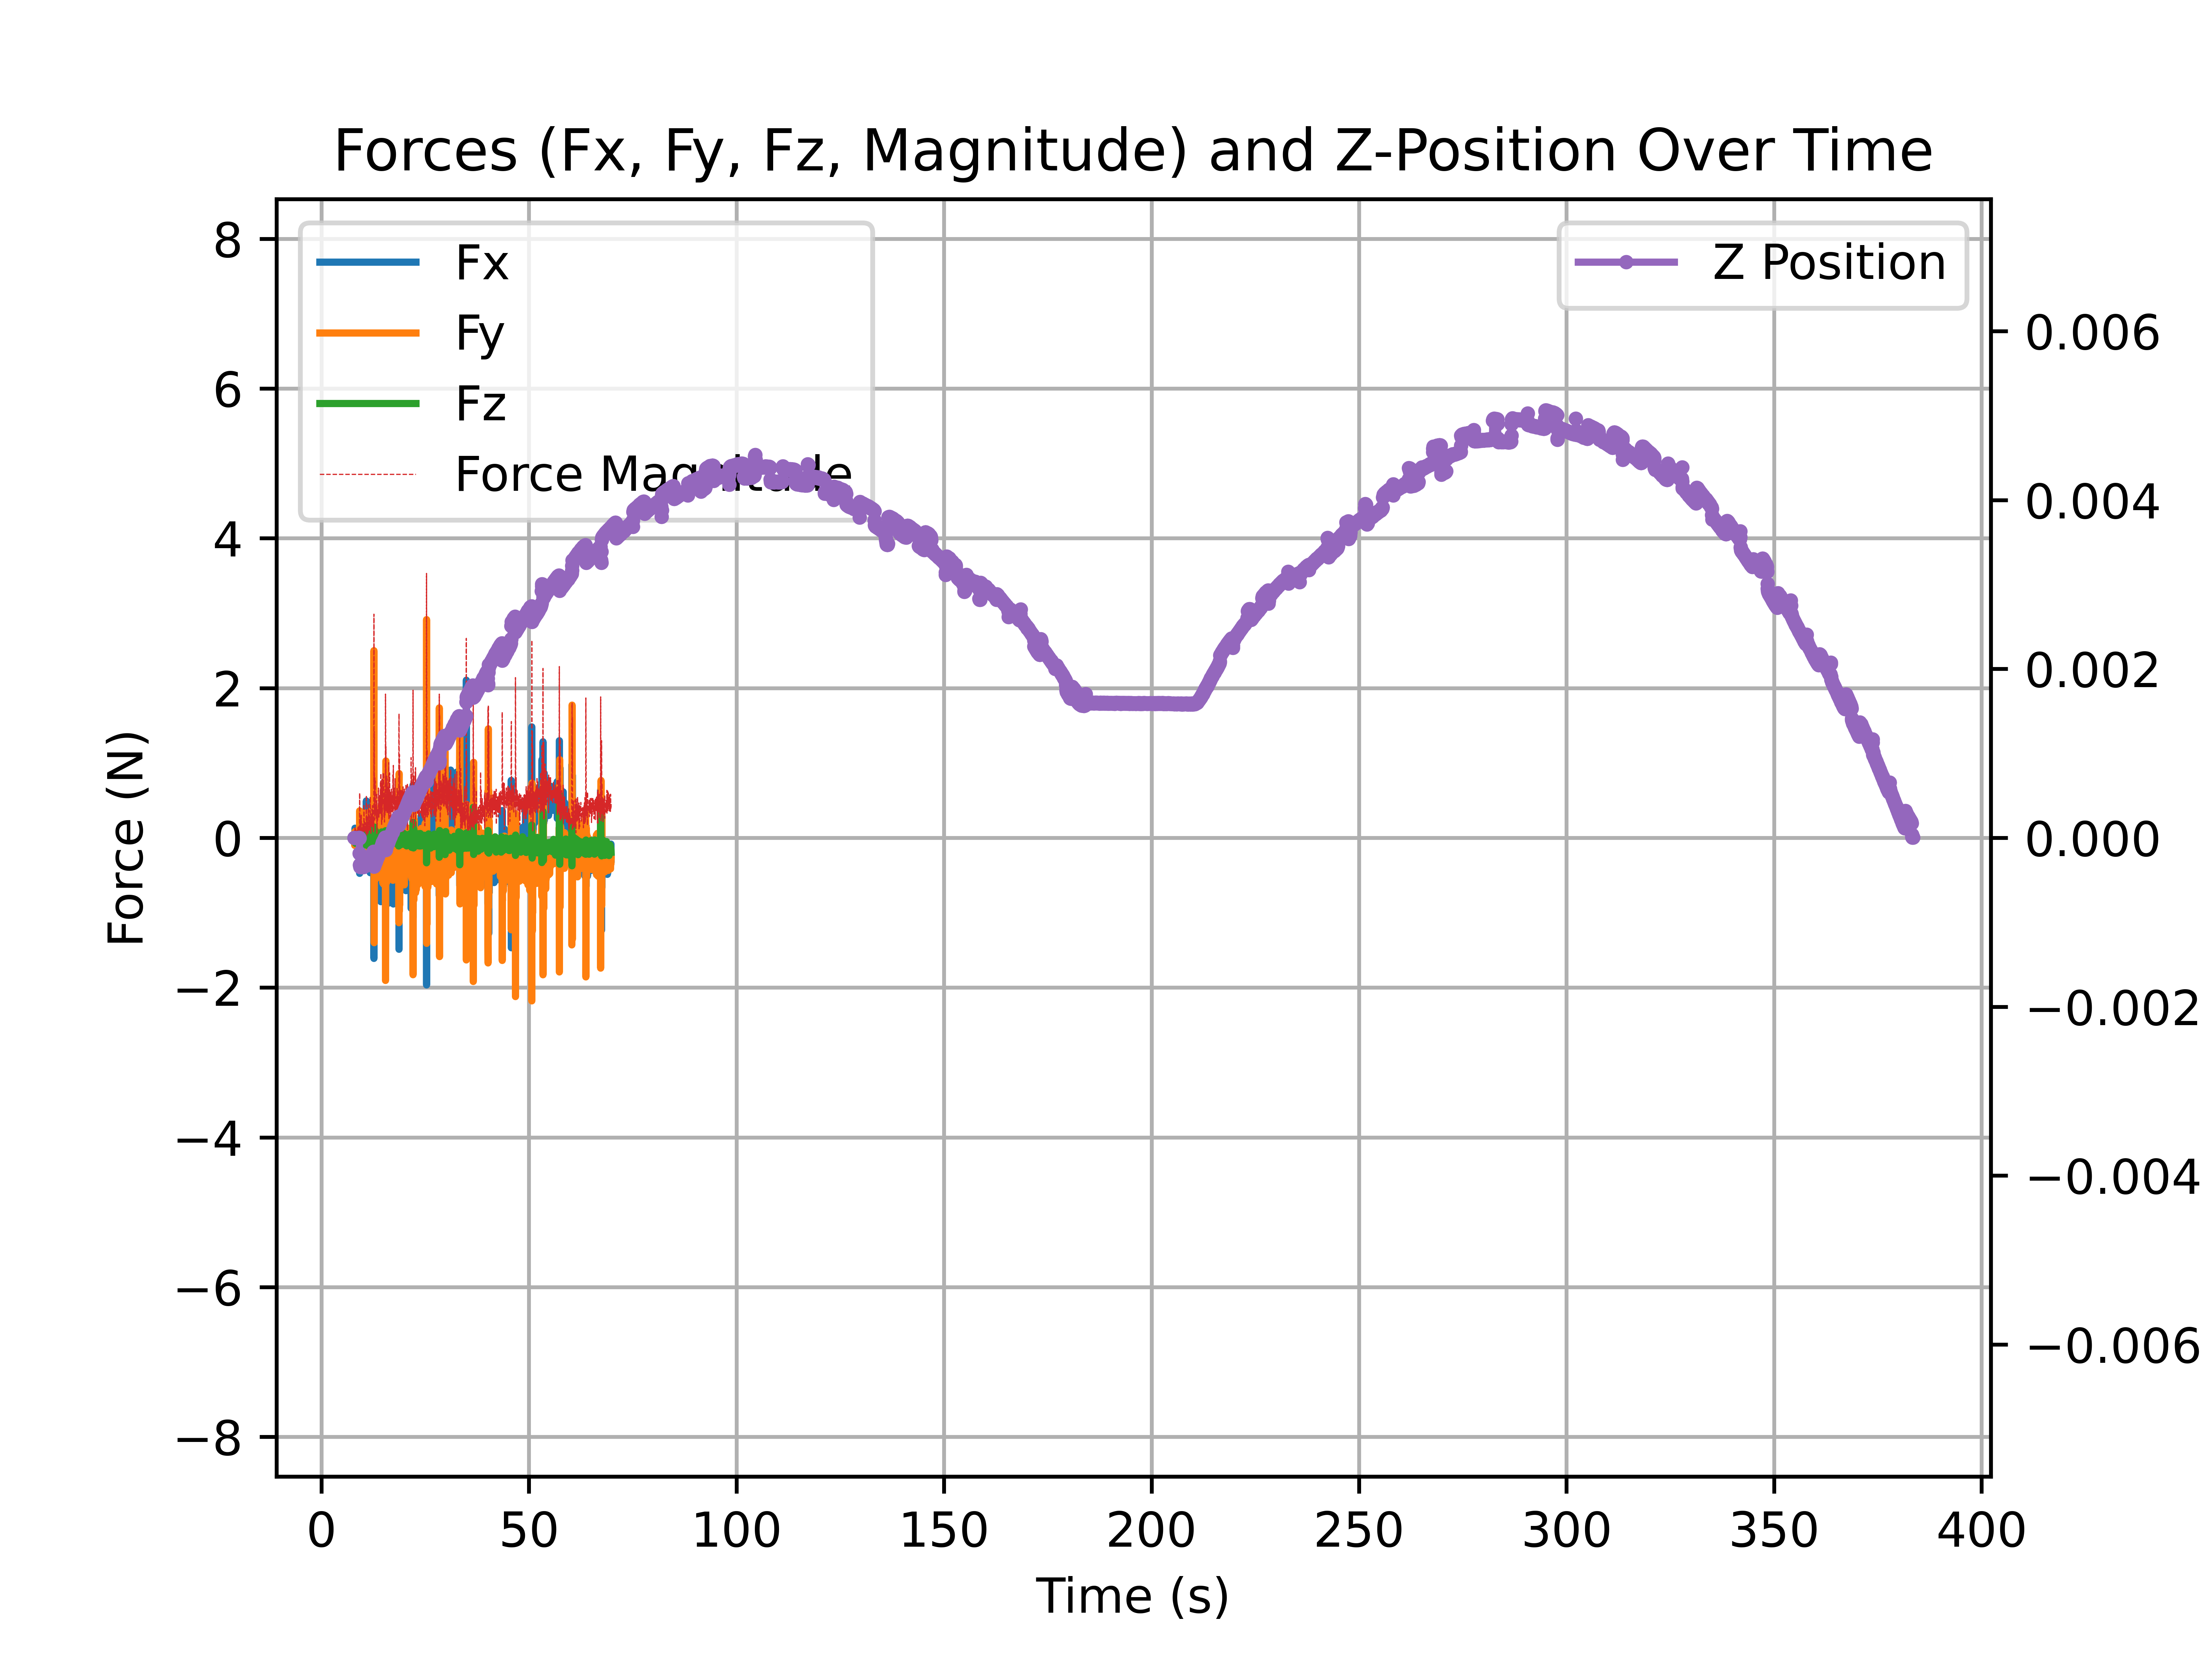 Forces (Fx, Fy, Fz, Magnitude) and Z-Position Over Time
Fx
Fy
Fz
Force Magnitude
Z Position
8
6
4
2
0
−2
−4
−6
−8
Force (N)
0.006
0.004
0.002
0.000
−0.002
−0.004
−0.006
0 50 100 150 200 250 300 350 400
Time (s)